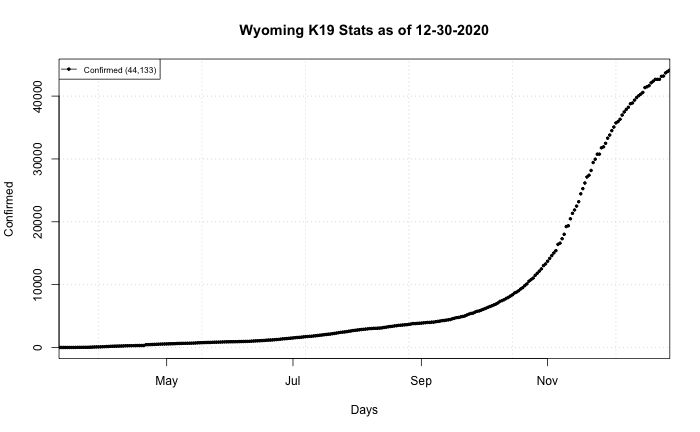 Wyoming K19 Stats as of 12-30-2020
Confirmed (44,133)
40000
30000
20000
10000
0
Confirmed
May Jul Sep Nov
Days